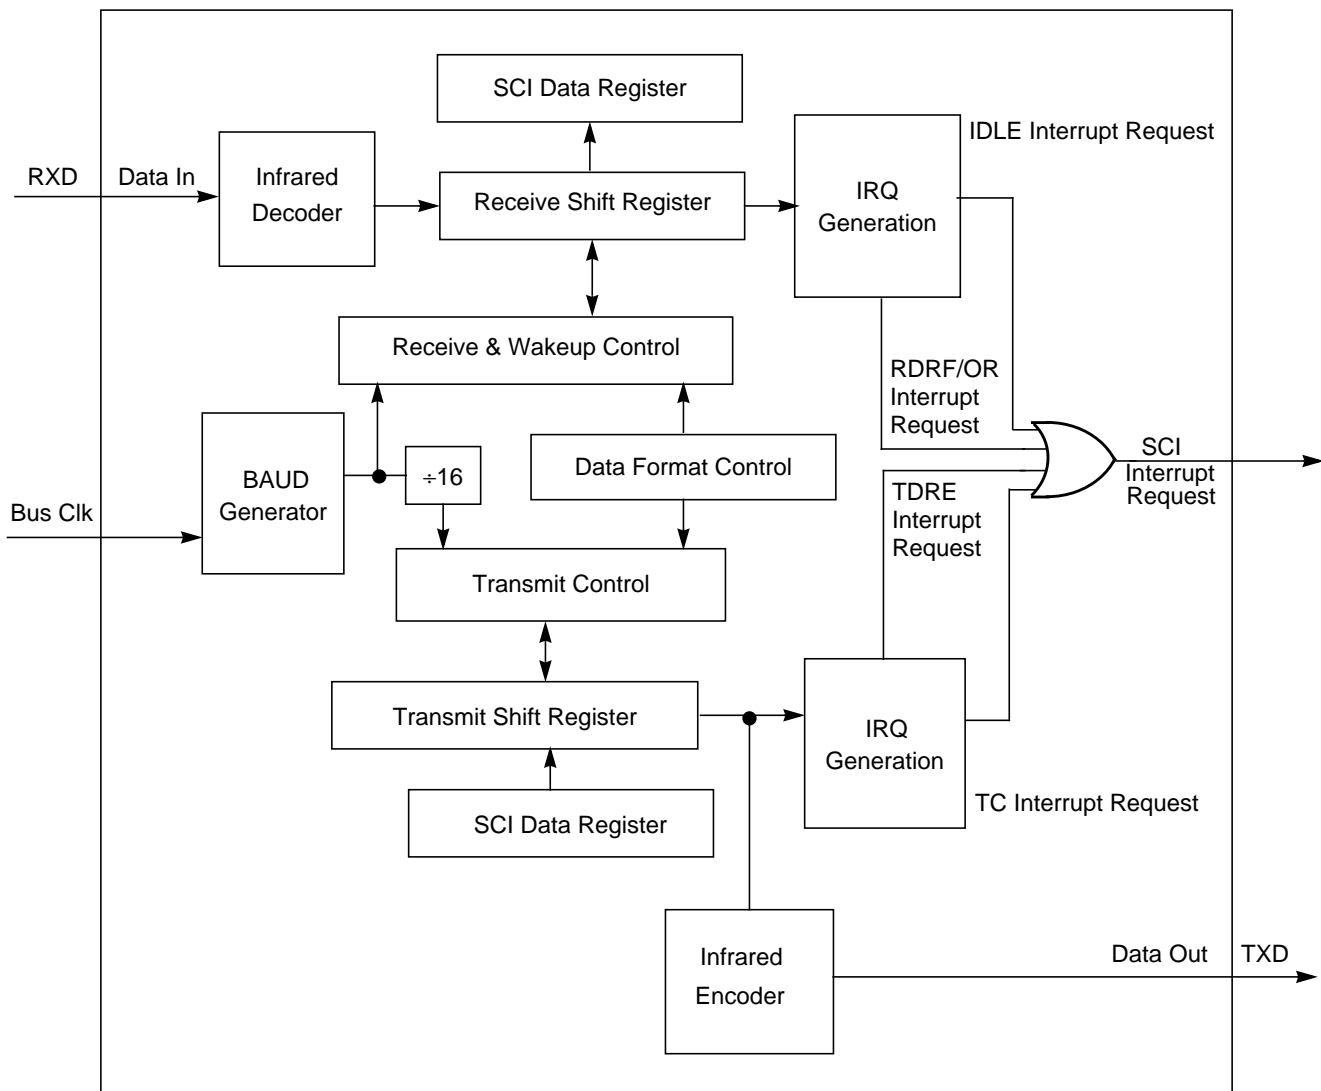 SCI Data Register
IDLE Interrupt Request
RXD
Data In
Infrared
Decoder
Receive Shift Register
IRQ
Generation
Receive & Wakeup Control
RDRF/OR
Interrupt
Request
BAUD
Generator
÷16
Data Format Control
SCI
Interrupt
Request
Bus Clk
TDRE
Interrupt
Request
Transmit Control
Transmit Shift Register
IRQ
Generation
TC Interrupt Request
SCI Data Register
Infrared
Encoder
Data Out
TXD